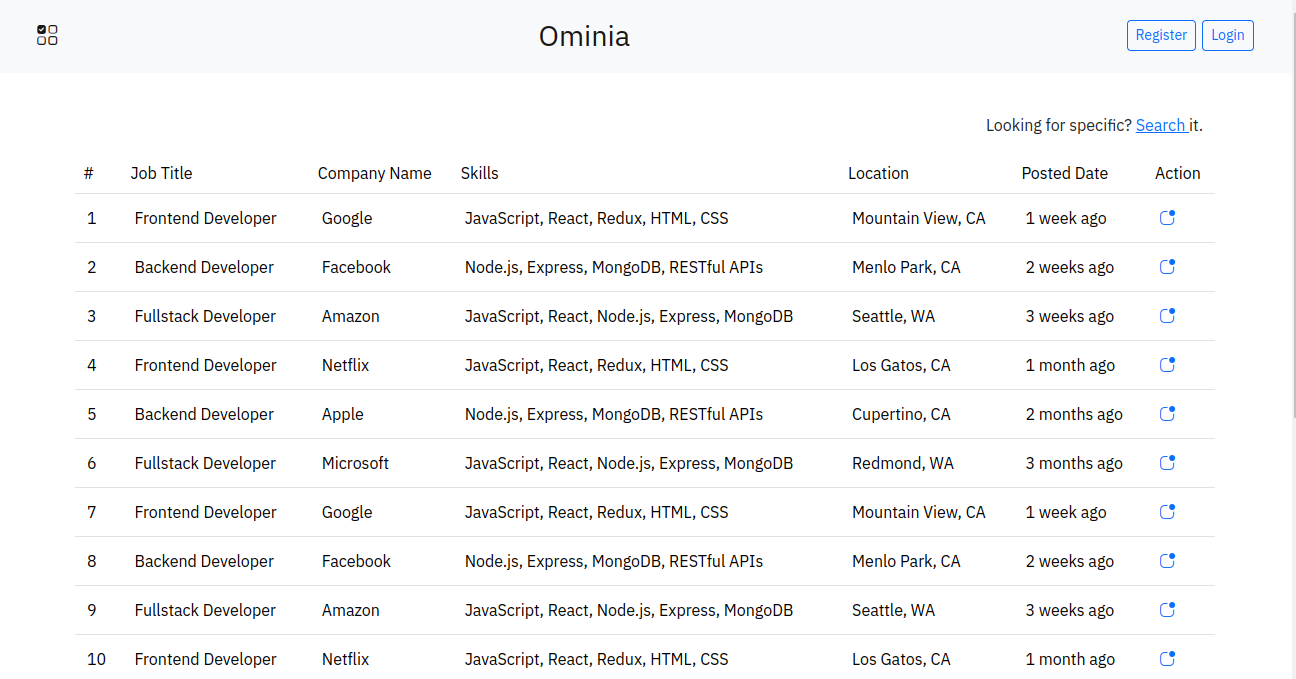 Ominia
Register Login
Looking for specific? Search it.
# Job Title Company Name Skills Location Posted Date Action
1 Frontend Developer Google JavaScript, React, Redux, HTML, CSS Mountain View, CA 1 week ago
2 Backend Developer Facebook Node.js, Express, MongoDB, RESTful APIs Menlo Park, CA 2 weeks ago
3 Fullstack Developer Amazon JavaScript, React, Node.js, Express, MongoDB Seattle, WA 3 weeks ago
4 Frontend Developer Netflix JavaScript, React, Redux, HTML, CSS Los Gatos, CA 1 month ago
5 Backend Developer Apple Node.js, Express, MongoDB, RESTful APIs Cupertino, CA 2 months ago
6 Fullstack Developer Microsoft JavaScript, React, Node.js, Express, MongoDB Redmond, WA 3 months ago
7 Frontend Developer Google JavaScript, React, Redux, HTML, CSS Mountain View, CA 1 week ago
8 Backend Developer Facebook Node.js, Express, MongoDB, RESTful APIs Menlo Park, CA 2 weeks ago
9 Fullstack Developer Amazon JavaScript, React, Node.js, Express, MongoDB Seattle, WA 3 weeks ago
10 Frontend Developer Netflix JavaScript, React, Redux, HTML, CSS Los Gatos, CA 1 month ago